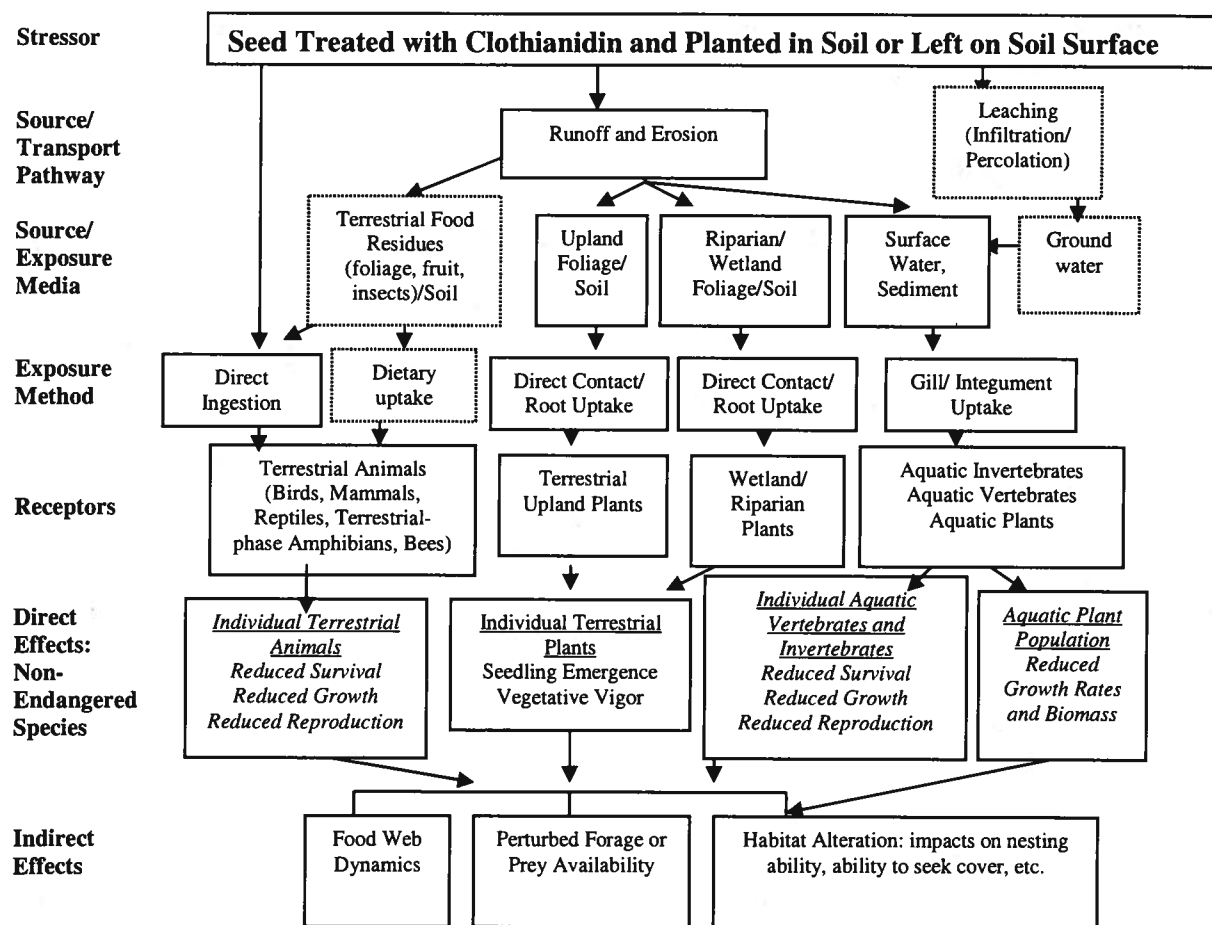 Stressor
Seed Treated with Clothianidin and Planted in Soil or Left on Soil Surface
Source/
Transport
Pathway
Runoff and Erosion
Leaching
(Infiltration/
Percolation)
Source/
Exposure
Media
Terrestrial Food
Residues
(foliage, fruit,
insects)/Soil
Upland
Foliage/
Soil
Riparian/
Wetland
Foliage/Soil
Surface
Water,
Sediment
Ground
water
Exposure
Method
Direct
Ingestion
Dietary
uptake
Direct Contact/
Root Uptake
Direct Contact/
Root Uptake
Gill/ Integument
Uptake
Receptors
Terrestrial Animals
(Birds, Mammals,
Reptiles, Terrestrial-
phase Amphibians, Bees)
Terrestrial
Upland Plants
Wetland/
Riparian
Plants
Aquatic Invertebrates
Aquatic Vertebrates
Aquatic Plants
Direct
Effects:
Non-
Endangered
Species
Individual Terrestrial
Animals
Reduced Survival
Reduced Growth
Reduced Reproduction
Individual Terrestrial
Plants
Seedling Emergence
Vegetative Vigor
Individual Aquatic
Vertebrates and
Invertebrates
Reduced Survival
Reduced Growth
Reduced Reproduction
Aquatic Plant
Population
Reduced
Growth Rates
and Biomass
Indirect
Effects
Food Web
Dynamics
Perturbed Forage or
Prey Availability
Habitat Alteration: impacts on nesting
ability, ability to seek cover, etc.